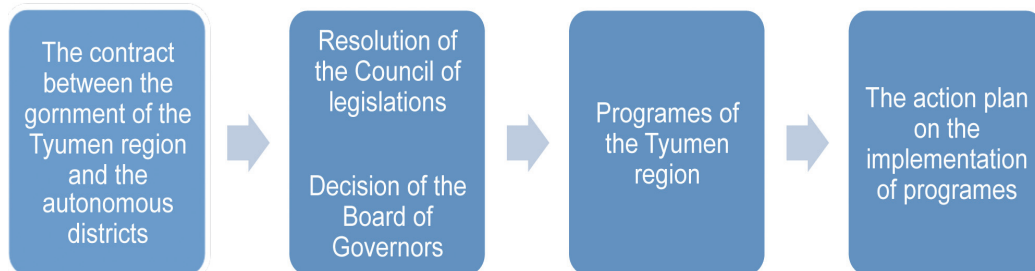 The contract
between the
gornment of the
Tyumen region
and the
autonomous
districts
Resolution of
the Council of
legislations
Decision of the
Board of
Governors
Programes of
the Tyumen
region
The action plan
on the
implementation
of programes